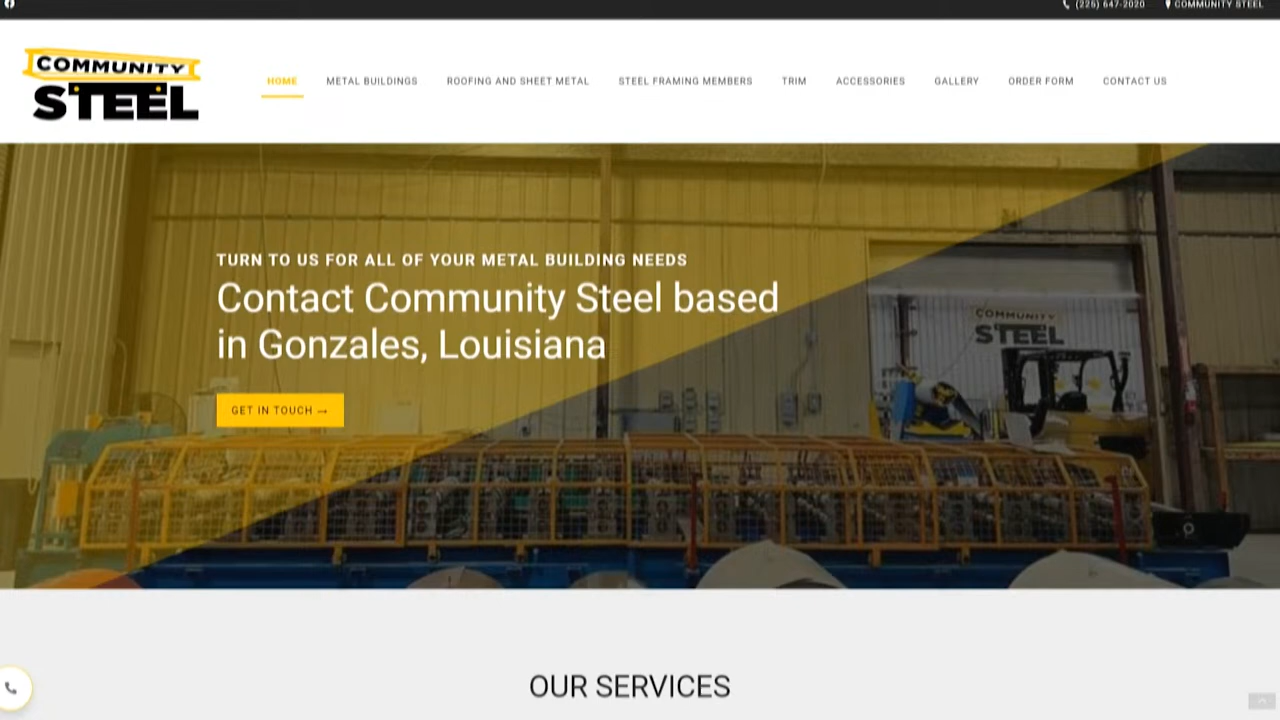 (225) 647-2020
COMMUNITY STEEL
COMMUNITY
STEEL
HOME
METAL BUILDINGS
ROOFING AND SHEET METAL
STEEL FRAMING MEMBERS
TRIM
ACCESSORIES
GALLERY
ORDER FORM
CONTACT US
TURN TO US FOR ALL OF YOUR METAL BUILDING NEEDS
Contact Community Steel based
in Gonzales, Louisiana
GET IN TOUCH →
COMMUNITY
STEEL
OUR SERVICES